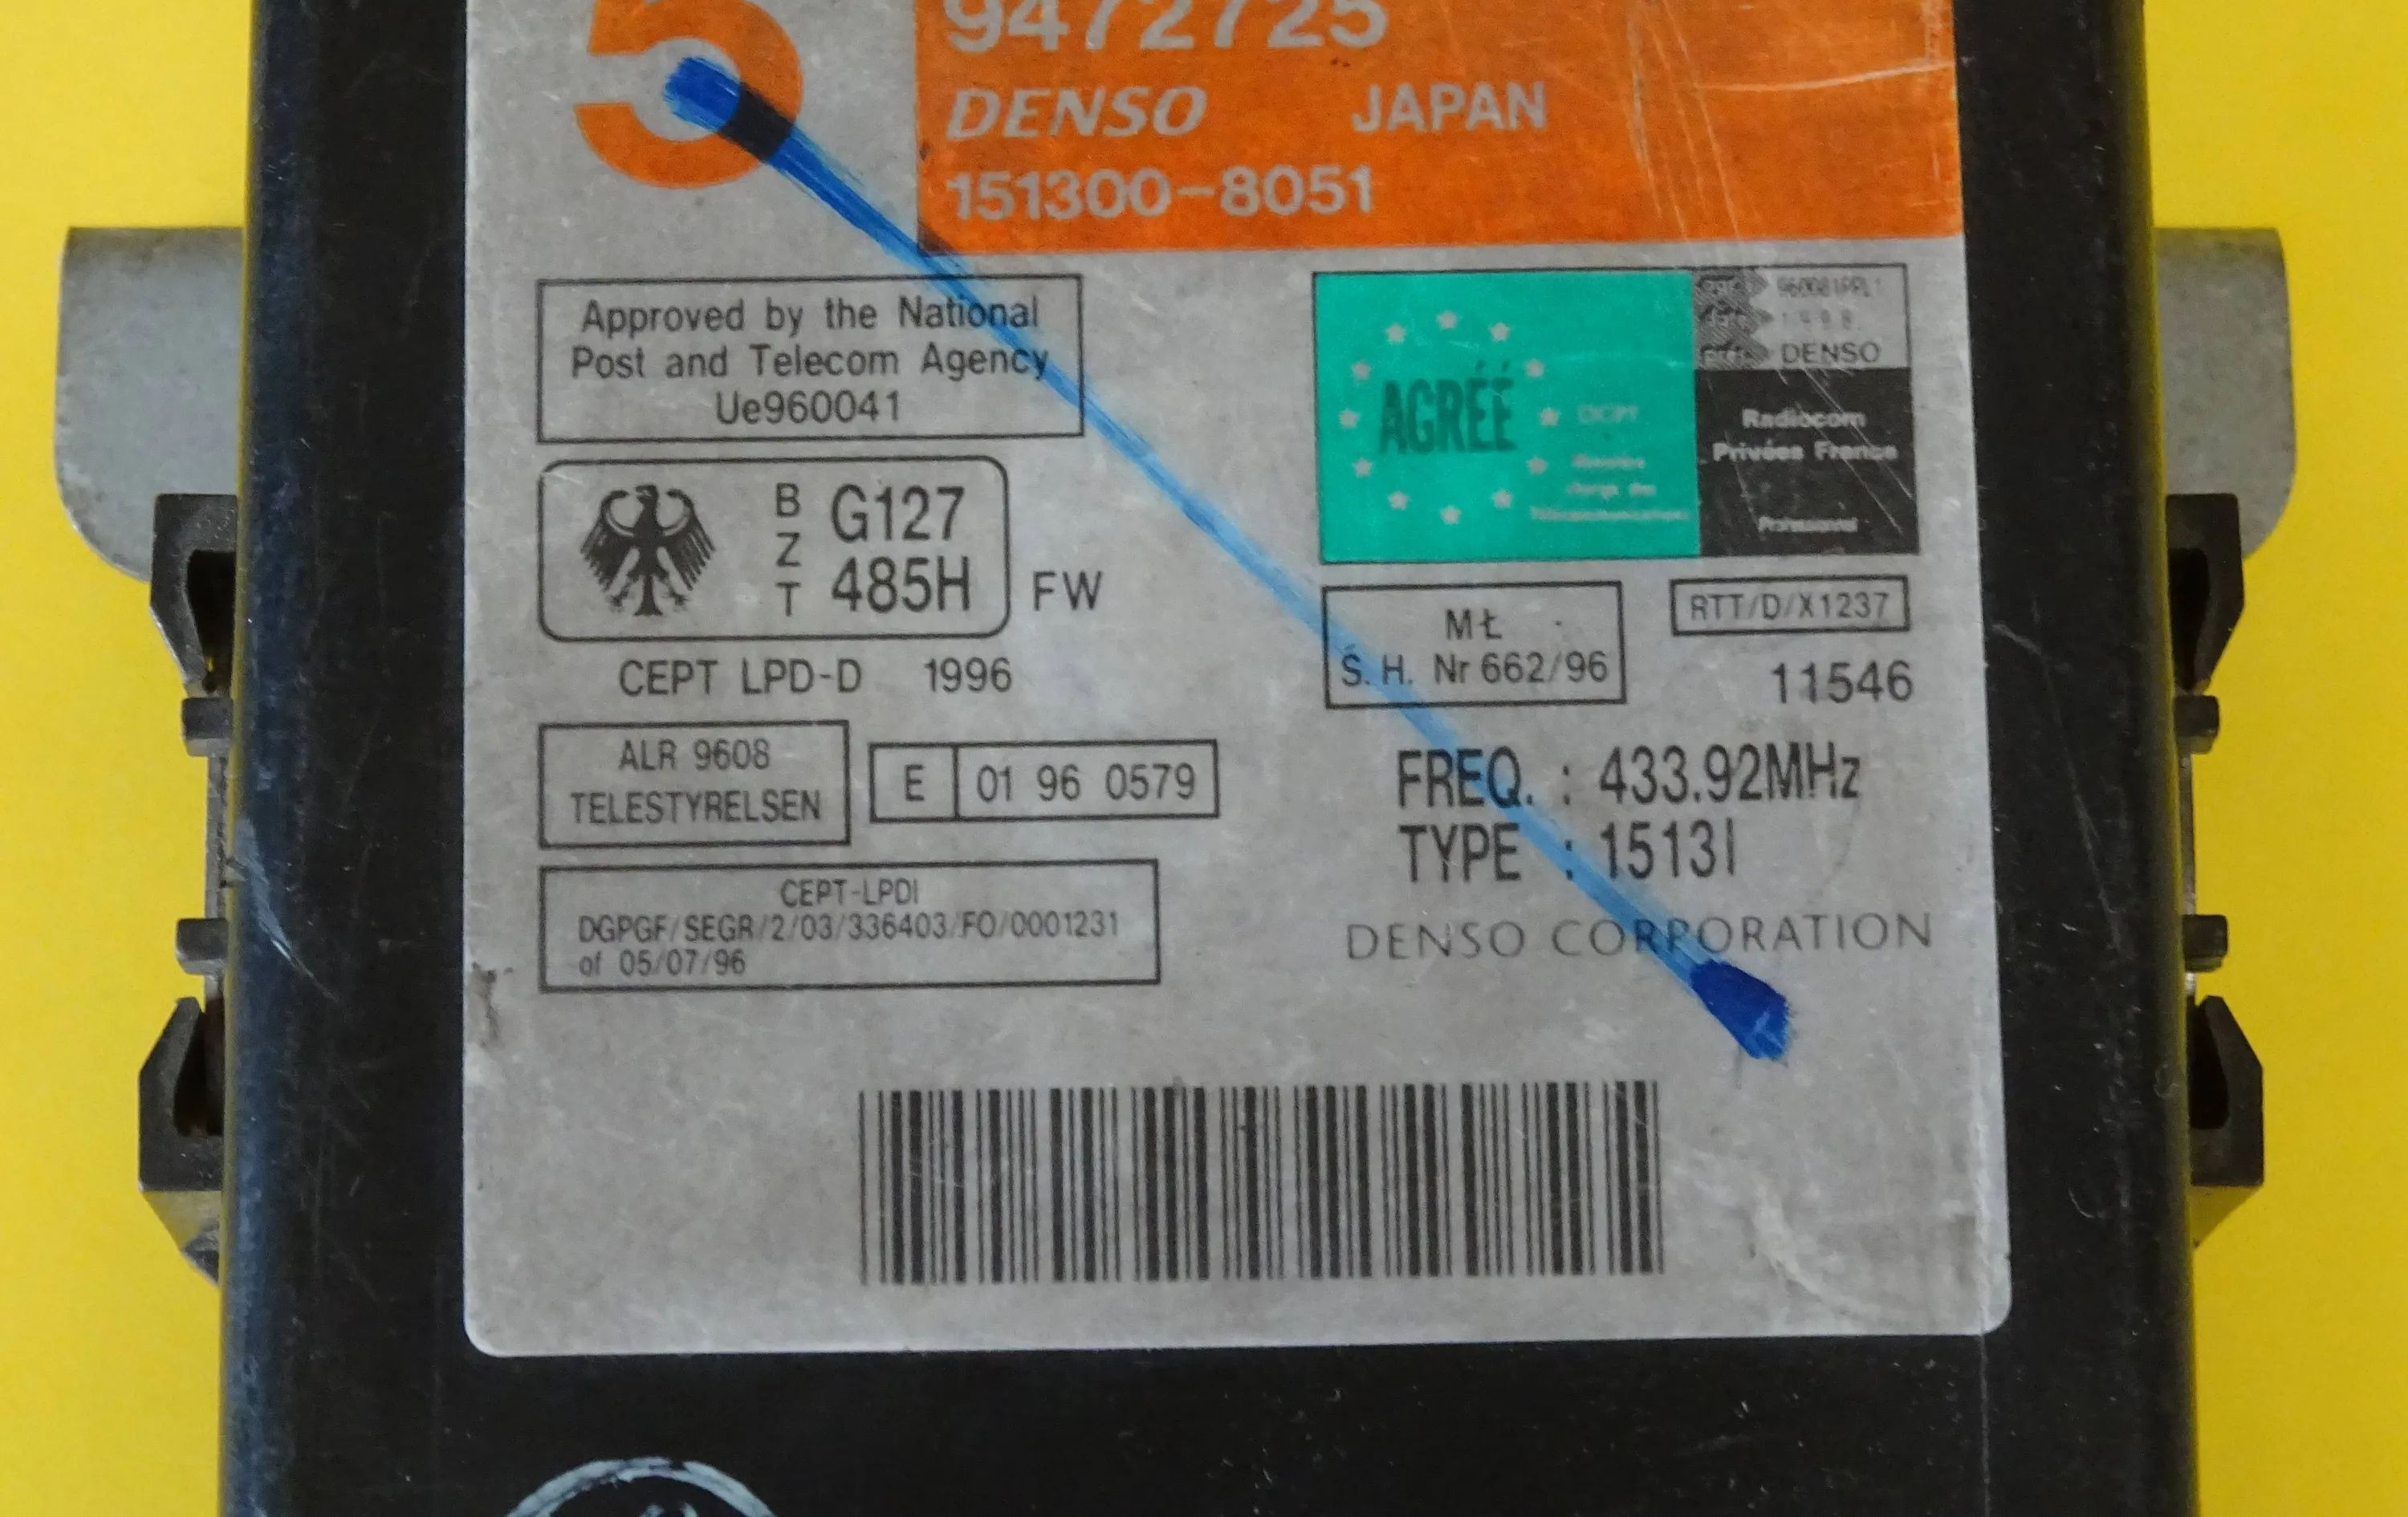 5
9472725
DENSO JAPAN
151300-8051
Approved by the National
Post and Telecom Agency
Ue960041
BZT
G127
485H
FW
CEPT LPD-D 1996
ALR 9608
TELESTYRELSEN
E 01 96 0579
CEPT-LPDI
DGPGF/SEGR/2/03/336403/FO/0001231
of 05/07/96
AGRÉÉ
DENSO
Radiocom
Privées France
Professionnel
MŁ
Ś. H. Nr 662/96
RTT/D/X1237
11546
FREQ. : 433.92MHz
TYPE : 1513I
DENSO CORPORATION